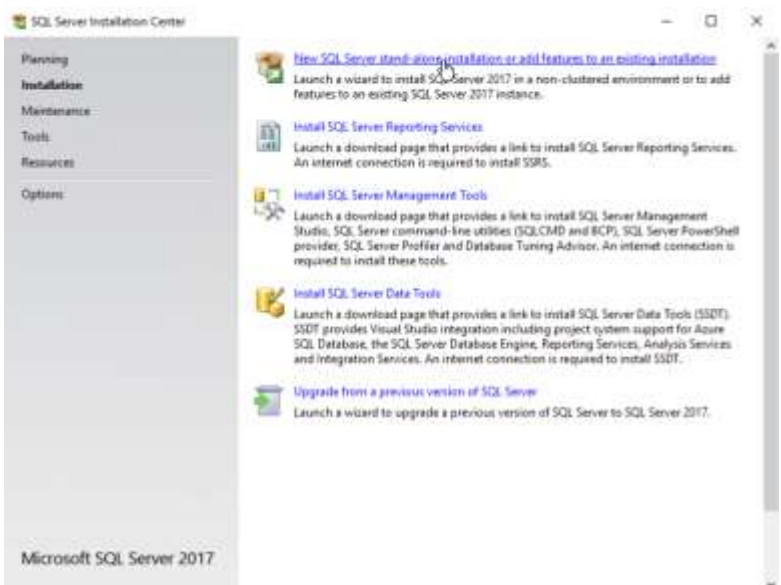 SQL Server Installation Center
Planning
Installation
Maintenance
Tools
Resources
Options
New SQL Server stand-alone installation or add features to an existing installation
Launch a wizard to install SQL Server 2017 in a non-clustered environment or to add
features to an existing SQL Server 2017 instance.
Install SQL Server Reporting Services
Launch a download page that provides a link to install SQL Server Reporting Services.
An internet connection is required to install SSRS.
Install SQL Server Management Tools
Launch a download page that provides a link to install SQL Server Management
Studio, SQL Server command-line utilities (SQLCMD and BCP), SQL Server PowerShell
provider, SQL Server Profiler and Database Tuning Advisor. An internet connection is
required to install these tools.
Install SQL Server Data Tools
Launch a download page that provides a link to install SQL Server Data Tools (SSDT).
SSDT provides Visual Studio integration including project system support for Azure
SQL Database, the SQL Server Database Engine, Reporting Services, Analysis Services
and Integration Services. An internet connection is required to install SSDT.
Upgrade from a previous version of SQL Server
Launch a wizard to upgrade a previous version of SQL Server to SQL Server 2017.
Microsoft SQL Server 2017